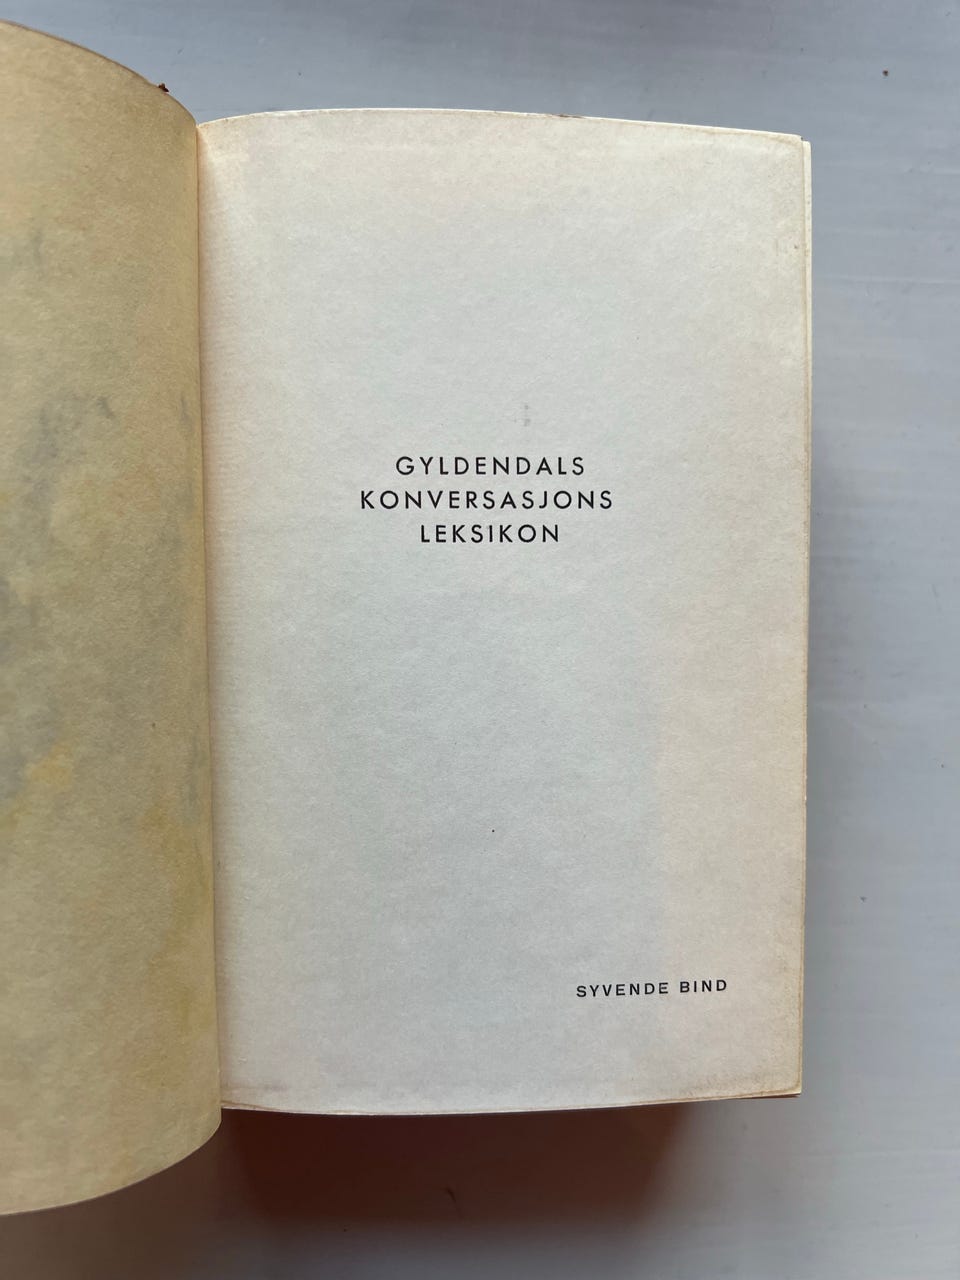 GYLDENDALS
KONVERSASJONS
LEKSIKON
SYVENDE BIND